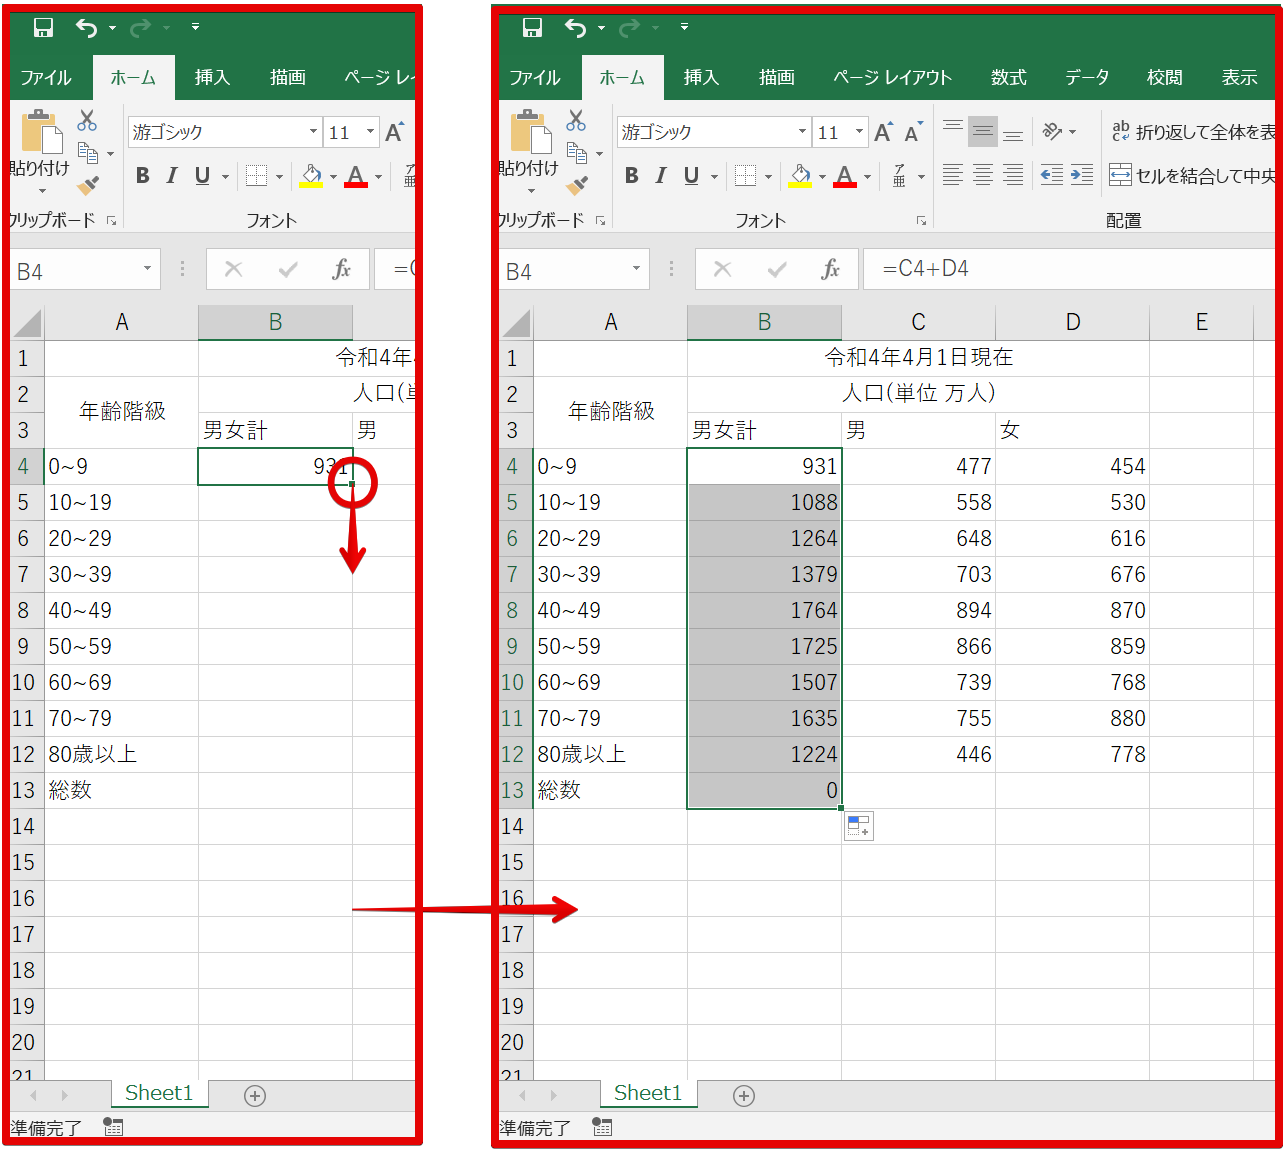 ファイル ホーム 挿入 描画 ページ レイ
貼り付け
游ゴシック 11 A
B I U A ア亜
クリップボード フォント
B4 fx =C
A B
1 令和4年4
2 年齢階級 人口(単
3 男女計 男
4 0~9 931
5 10~19
6 20~29
7 30~39
8 40~49
9 50~59
10 60~69
11 70~79
12 80歳以上
13 総数
14
15
16
17
18
19
20
21
Sheet1
準備完了
ファイル ホーム 挿入 描画 ページ レイアウト 数式 データ 校閲 表示
貼り付け
游ゴシック 11 A A ab 折り返して全体を表
B I U A ア亜 セルを結合して中央
クリップボード フォント 配置
B4 fx =C4+D4
A B C D E
1 令和4年4月1日現在
2 年齢階級 人口(単位 万人)
3 男女計 男 女
4 0~9 931 477 454
5 10~19 1088 558 530
6 20~29 1264 648 616
7 30~39 1379 703 676
8 40~49 1764 894 870
9 50~59 1725 866 859
10 60~69 1507 739 768
11 70~79 1635 755 880
12 80歳以上 1224 446 778
13 総数 0
14
15
16
17
18
19
20
21
Sheet1
準備完了